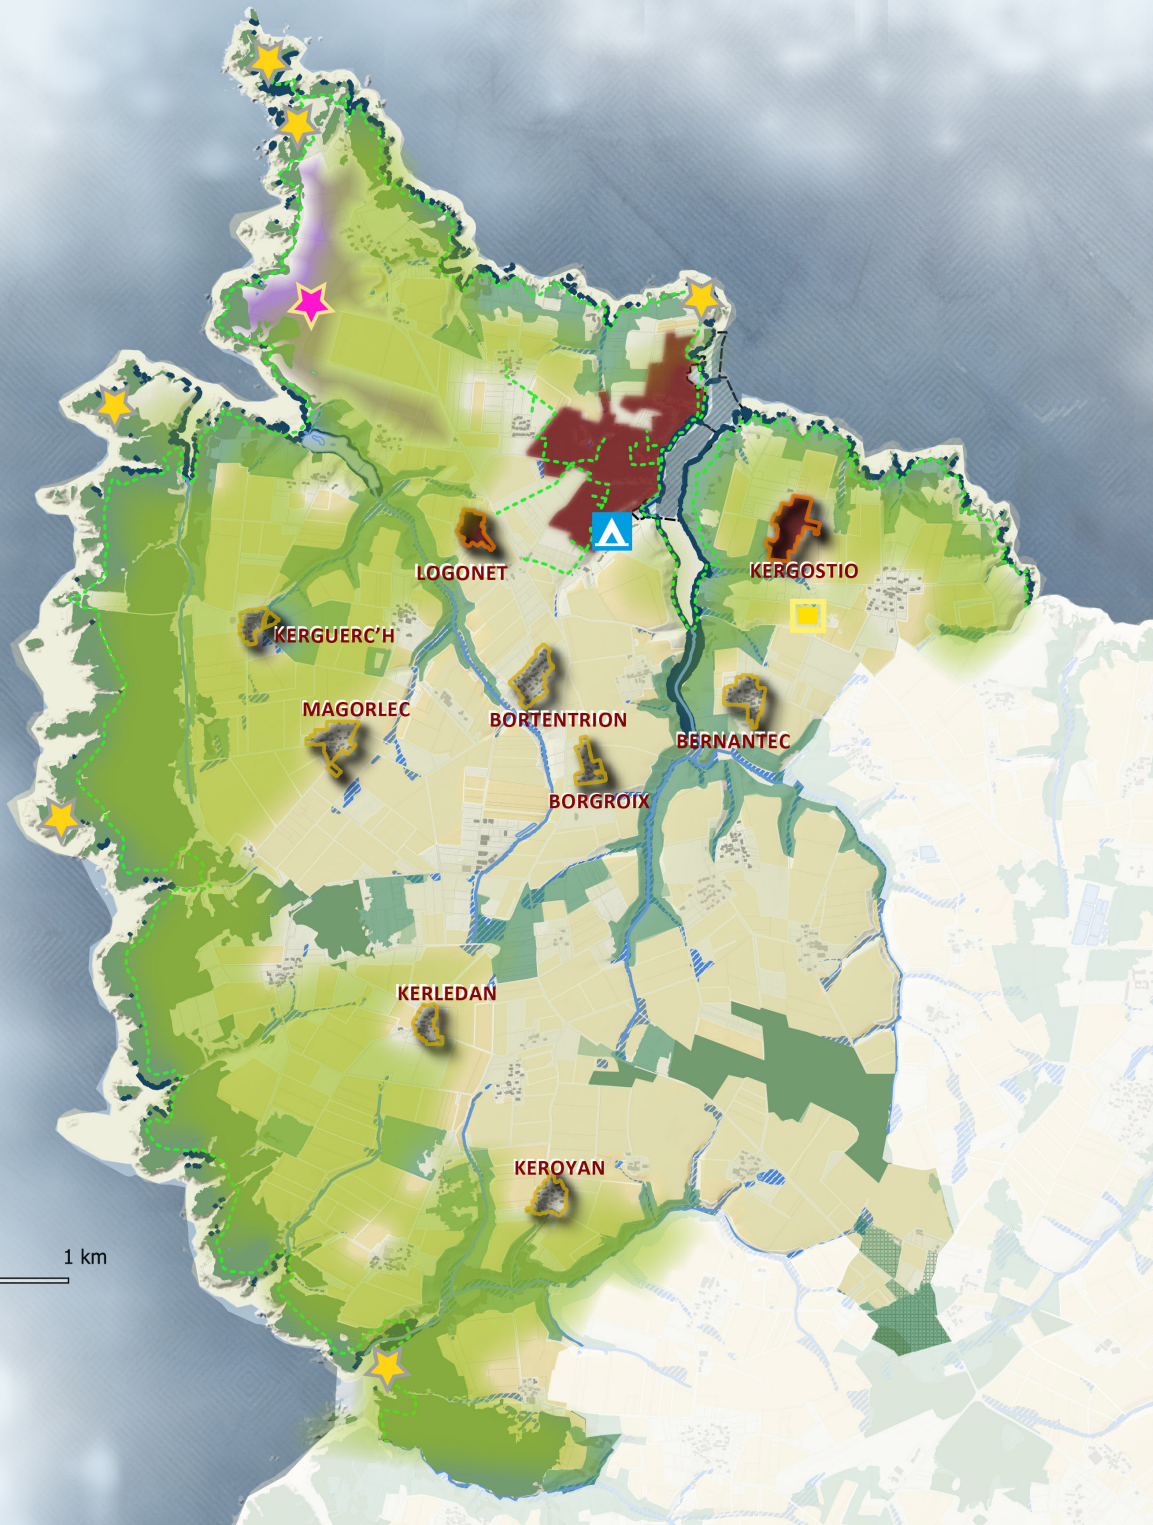 LOGONET
KERGOSTIO
KERGUERC'H
MAGORLEC
BORTENTRION
BERNANTEC
BORGROIX
KERLEDAN
KEROYAN
1 km